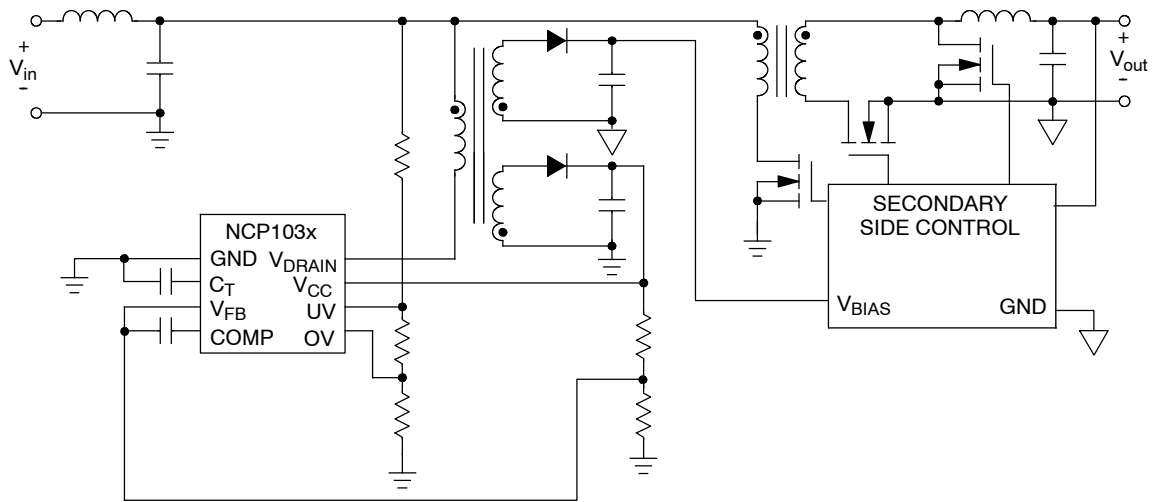 +
V_in
-
+
V_out
-
NCP103x
GND
V_DRAIN
C_T
V_CC
V_FB
UV
COMP
OV
SECONDARY
SIDE CONTROL
V_BIAS
GND